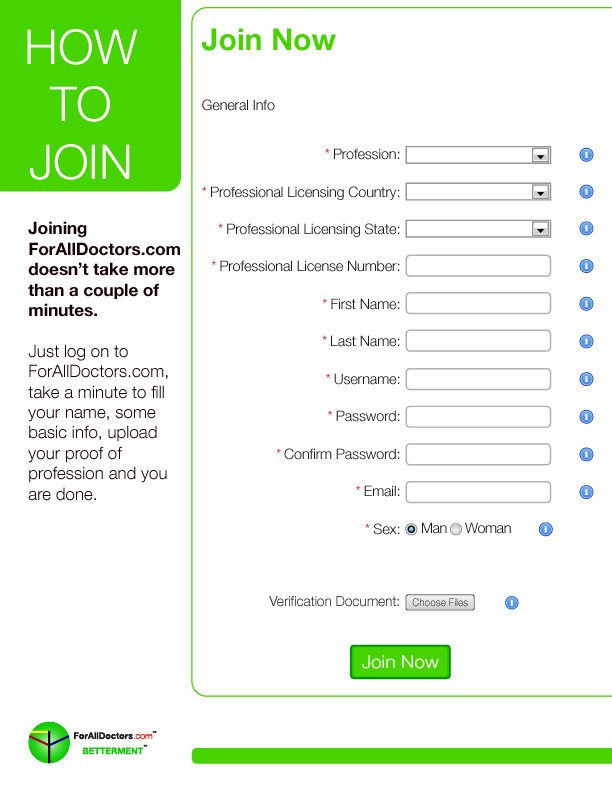 HOW
TO
JOIN
Joining
ForAllDoctors.com
doesn't take more
than a couple of
minutes.
Just log on to
ForAllDoctors.com,
take a minute to fill
your name, some
basic info, upload
your proof of
profession and you
are done.
Join Now
General Info
* Profession:
* Professional Licensing Country:
* Professional Licensing State:
* Professional License Number:
* First Name:
* Last Name:
* Username:
* Password:
* Confirm Password:
* Email:
* Sex: Man Woman
Verification Document: Choose Files
Join Now
ForAllDoctors.com™
BETTERMENT™